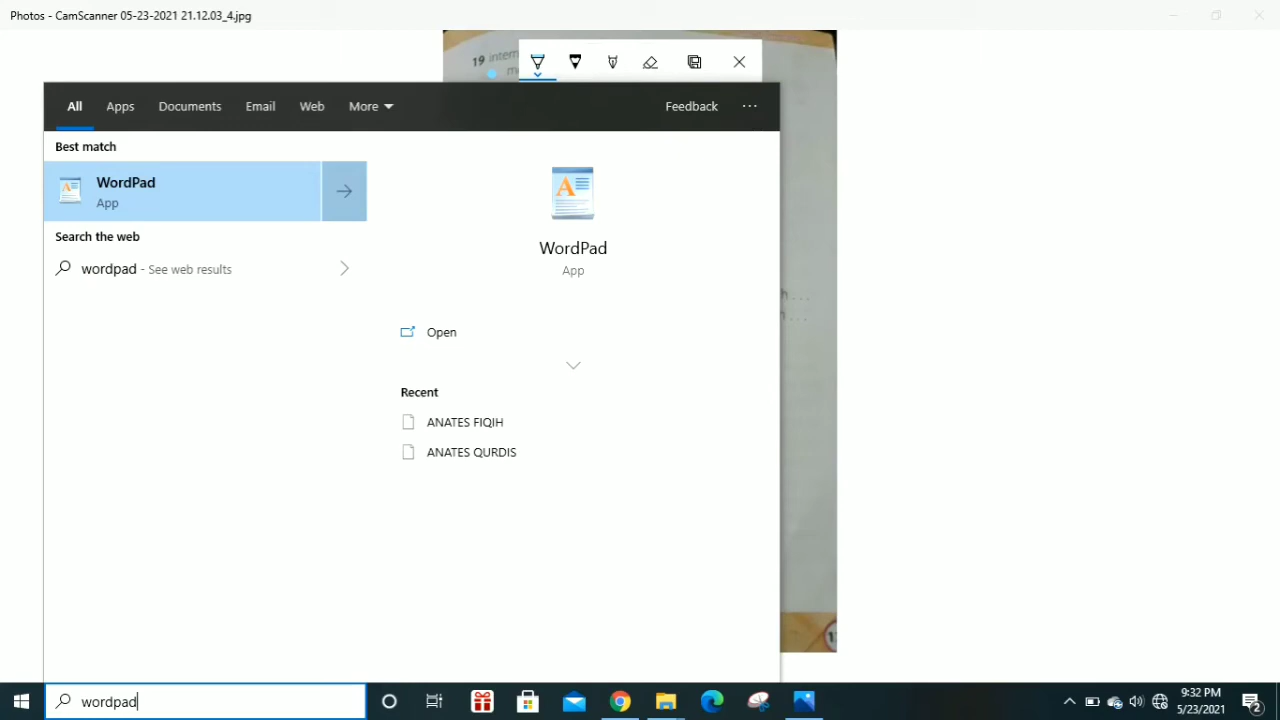 Photos - CamScanner 05-23-2021 21.12.03_4.jpg
19 intern
All Apps Documents Email Web More Feedback ...
Best match
WordPad
App
Search the web
wordpad - See web results
WordPad
App
Open
Recent
ANATES FIQIH
ANATES QURDIS
wordpad
9:32 PM
5/23/2021
2